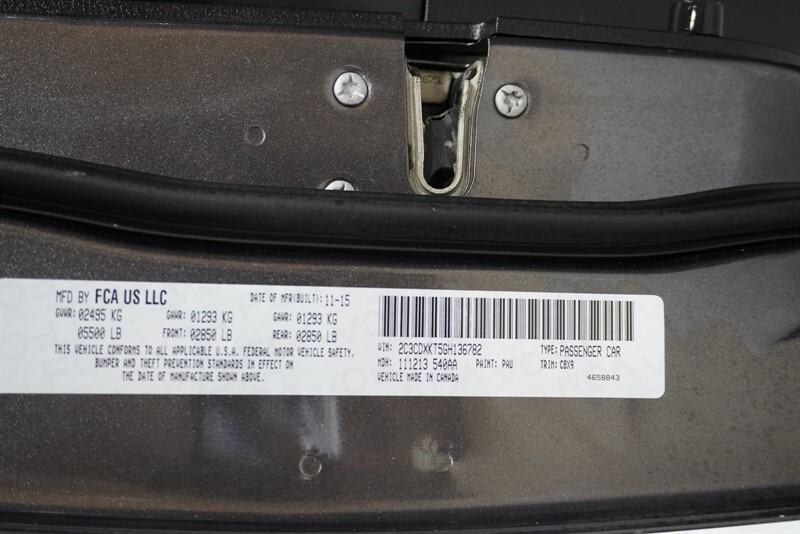 MFD BY FCA US LLC DATE OF MFR(BUILT): 11-15
GVWR: 02495 KG GAWR: 01293 KG GAWR: 01293 KG
05500 LB FRONT: 02850 LB REAR: 02850 LB
THIS VEHICLE CONFORMS TO ALL APPLICABLE U.S.A. FEDERAL MOTOR VEHICLE SAFETY,
BUMPER AND THEFT PREVENTION STANDARDS IN EFFECT ON
THE DATE OF MANUFACTURE SHOWN ABOVE.
VIN: 2C3CDXKT5GH136782 TYPE: PASSENGER CAR
MDH: 111213 540AA PAINT: PAU TRIM: CBX9
VEHICLE MADE IN CANADA 4658843